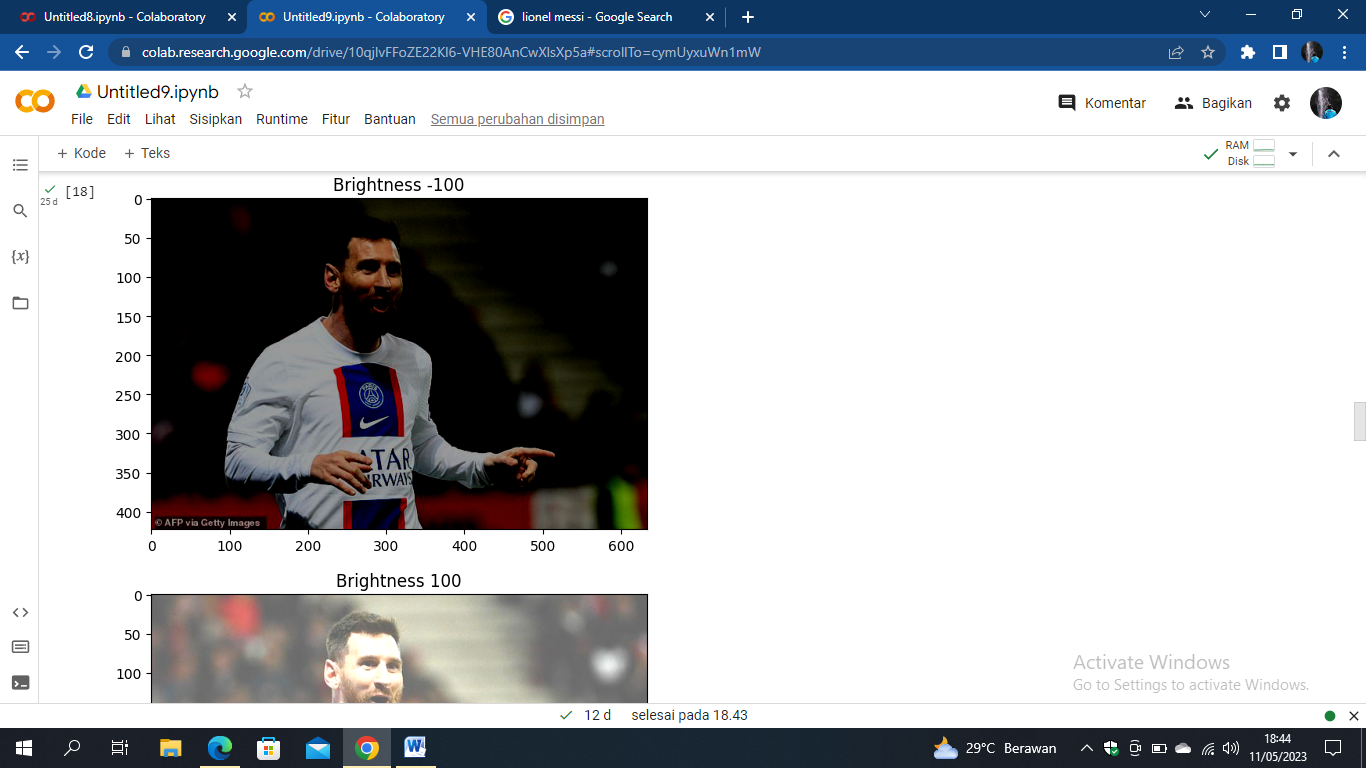 Untitled8.ipynb - Colaboratory
Untitled9.ipynb - Colaboratory
lionel messi - Google Search
colab.research.google.com/drive/10qjlvFFoZE22Kl6-VHE80AnCwXlsXp5a#scrollTo=cymUyxuWn1mW
Untitled9.ipynb
File Edit Lihat Sisipkan Runtime Fitur Bantuan Semua perubahan disimpan
Komentar
Bagikan
+ Kode + Teks
RAM
Disk
{x}
[18]
25 d
Brightness -100
0
50
100
150
200
250
300
350
400
QATAR
AIRWAYS
© AFP via Getty Images
0 100 200 300 400 500 600
Brightness 100
0
50
100
Activate Windows
Go to Settings to activate Windows.
12 d selesai pada 18.43
29°C Berawan
18:44
11/05/2023